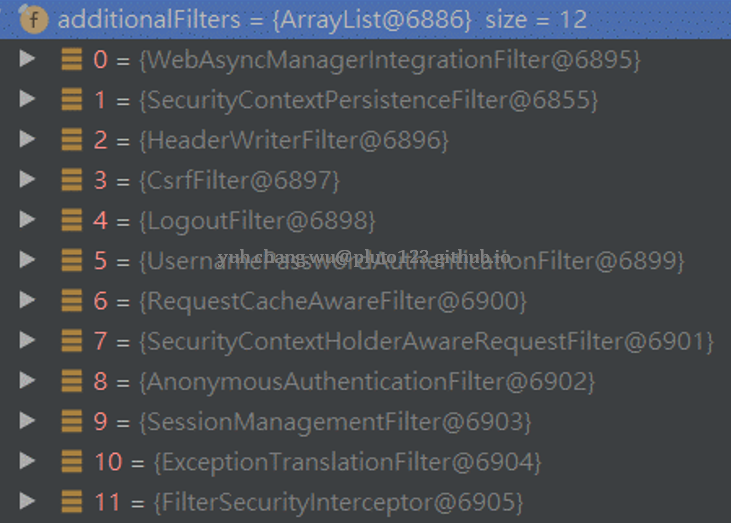 f additionalFilters = {ArrayList@6886} size = 12
0 = {WebAsyncManagerIntegrationFilter@6895}
1 = {SecurityContextPersistenceFilter@6855}
2 = {HeaderWriterFilter@6896}
3 = {CsrfFilter@6897}
4 = {LogoutFilter@6898}
yuh.chang.wu@pluto123.github.io
5 = {UsernamePasswordAuthenticationFilter@6899}
6 = {RequestCacheAwareFilter@6900}
7 = {SecurityContextHolderAwareRequestFilter@6901}
8 = {AnonymousAuthenticationFilter@6902}
9 = {SessionManagementFilter@6903}
10 = {ExceptionTranslationFilter@6904}
11 = {FilterSecurityInterceptor@6905}